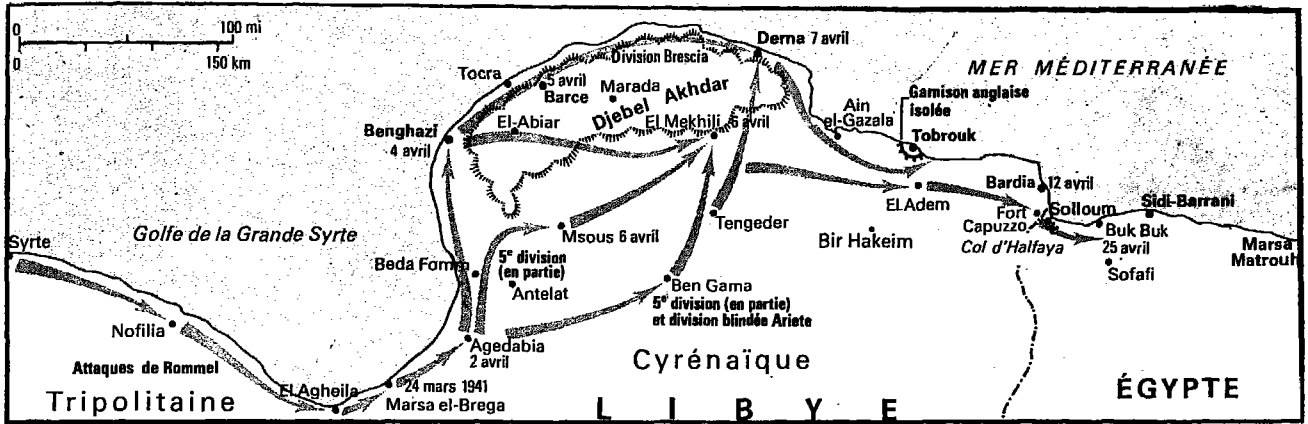 0 100 mi
0 150 km
Derna 7 avril
Division Brescia
MER MÉDITERRANÉE
Tocra
5 avril
Barce
Marada
Djebel Akhdar
Garnison anglaise
isolée
Ain
el-Gazala
Tobrouk
Benghazi
4 avril
El-Abiar
El Mekhili 6 avril
Bardia 12 avril
El Adem
Fort
Capuzzo
Solloum
Sidi-Barrani
Tengeder
Msous 6 avril
Bir Hakeim
Col d'Halfaya
Buk Buk
25 avril
Sofafi
Marsa
Matrouh
Syrte
Golfe de la Grande Syrte
Beda Fomm
5e division
(en partie)
Antelat
Ben Gama
5e division (en partie)
et division blindée Ariete
Nofilia
Attaques de Rommel
Agedabia
2 avril
Cyrénaïque
El Agheila
24 mars 1941
Marsa el-Brega
Tripolitaine
LIBYE
ÉGYPTE